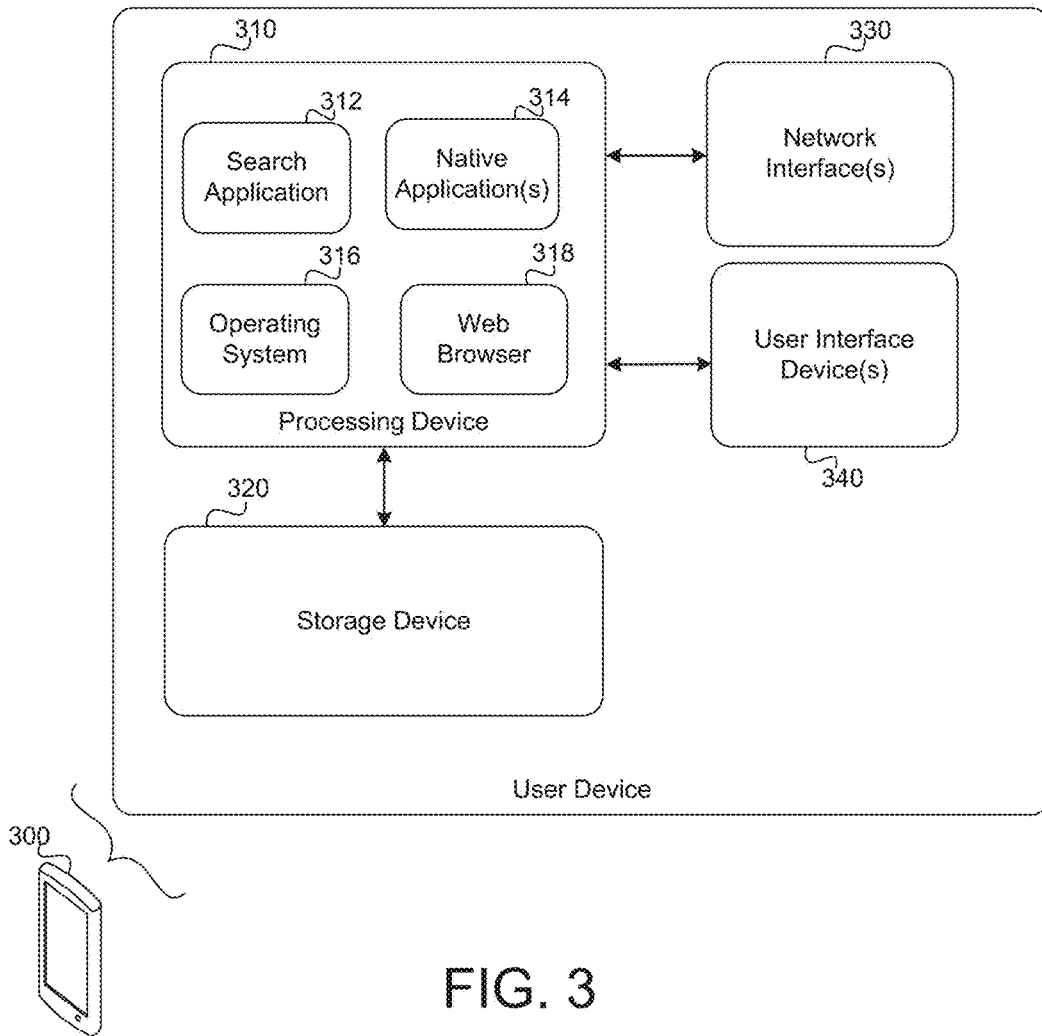 310
330
312
314
Search
Application
Native
Application(s)
Network
Interface(s)
316
318
Operating
System
Web
Browser
User Interface
Device(s)
Processing Device
340
320
Storage Device
User Device
300
FIG. 3